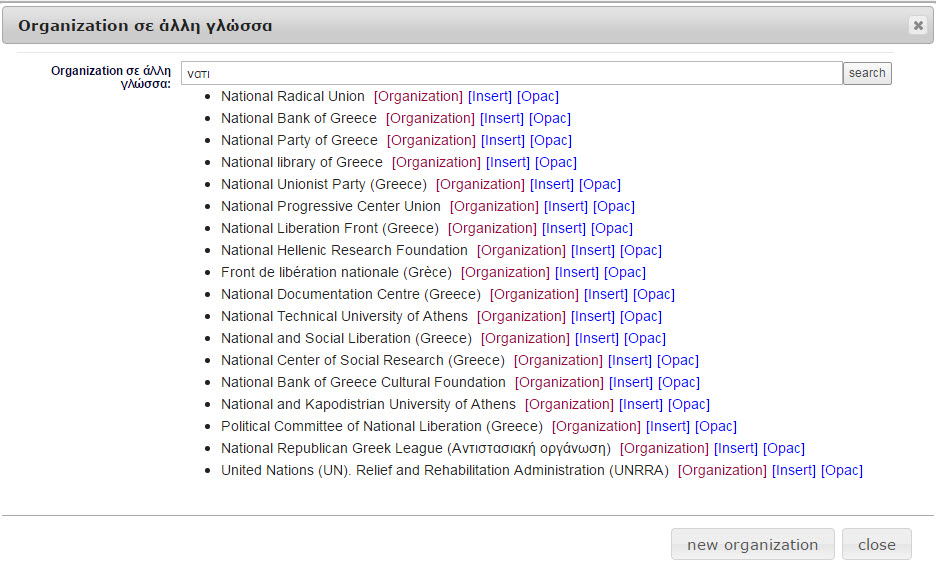 Organization σε άλλη γλώσσα
Organization σε άλλη
γλώσσα:
νατι
search
National Radical Union [Organization] [Insert] [Opac]
National Bank of Greece [Organization] [Insert] [Opac]
National Party of Greece [Organization] [Insert] [Opac]
National library of Greece [Organization] [Insert] [Opac]
National Unionist Party (Greece) [Organization] [Insert] [Opac]
National Progressive Center Union [Organization] [Insert] [Opac]
National Liberation Front (Greece) [Organization] [Insert] [Opac]
National Hellenic Research Foundation [Organization] [Insert] [Opac]
Front de libération nationale (Grèce) [Organization] [Insert] [Opac]
National Documentation Centre (Greece) [Organization] [Insert] [Opac]
National Technical University of Athens [Organization] [Insert] [Opac]
National and Social Liberation (Greece) [Organization] [Insert] [Opac]
National Center of Social Research (Greece) [Organization] [Insert] [Opac]
National Bank of Greece Cultural Foundation [Organization] [Insert] [Opac]
National and Kapodistrian University of Athens [Organization] [Insert] [Opac]
Political Committee of National Liberation (Greece) [Organization] [Insert] [Opac]
National Republican Greek League (Αντιστασιακή οργάνωση) [Organization] [Insert] [Opac]
United Nations (UN). Relief and Rehabilitation Administration (UNRRA) [Organization] [Insert] [Opac]
new organization
close